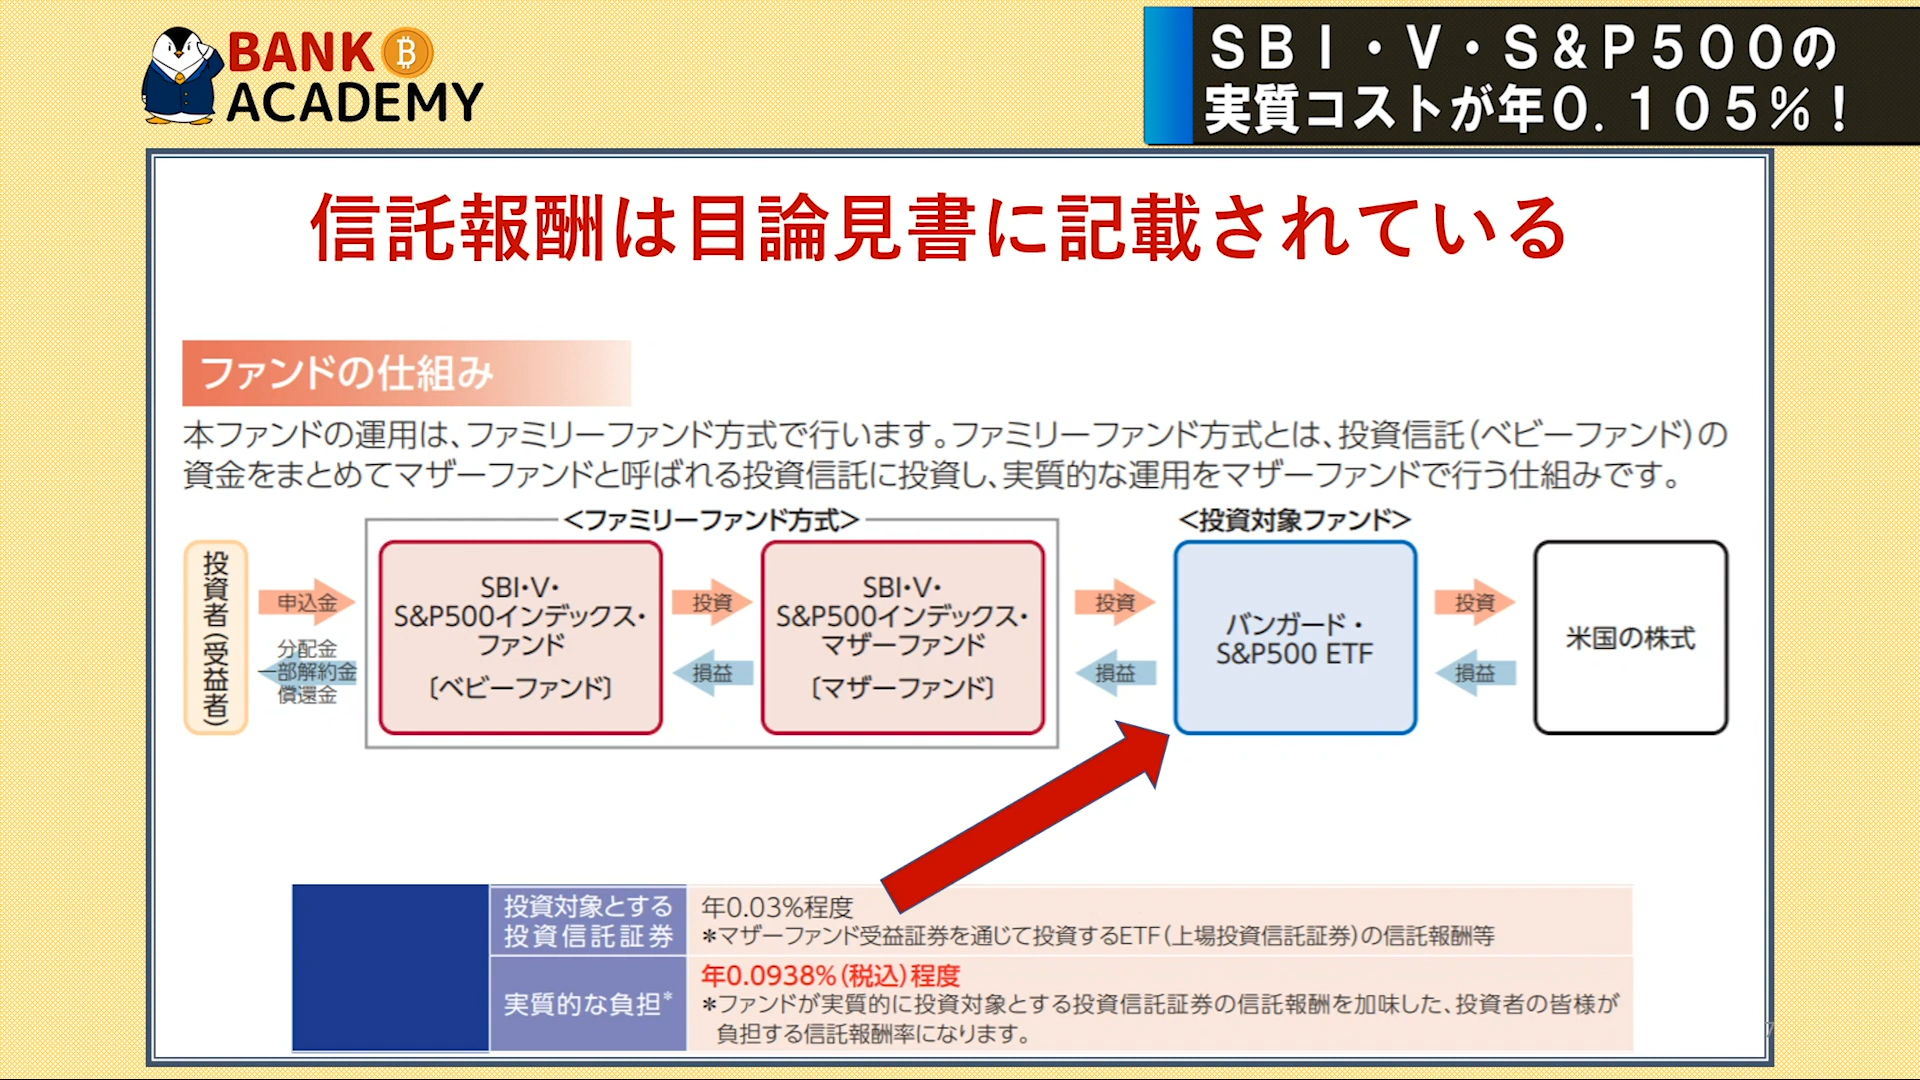 BANK
ACADEMY
SBI・V・S&P500の
実質コストが年0.105%!
信託報酬は目論見書に記載されている
ファンドの仕組み
本ファンドの運用は、ファミリーファンド方式で行います。ファミリーファンド方式とは、投資信託(ベビーファンド)の
資金をまとめてマザーファンドと呼ばれる投資信託に投資し、実質的な運用をマザーファンドで行う仕組みです。
<ファミリーファンド方式>
<投資対象ファンド>
投資者(受益者)
申込金
分配金
一部解約金
償還金
SBI・V・
S&P500インデックス・
ファンド
〔ベビーファンド〕
投資
損益
SBI・V・
S&P500インデックス・
マザーファンド
〔マザーファンド〕
投資
損益
バンガード・
S&P500 ETF
投資
損益
米国の株式
投資対象とする
投資信託証券
年0.03%程度
*マザーファンド受益証券を通じて投資するETF(上場投資信託証券)の信託報酬等
実質的な負担*
年0.0938%(税込)程度
*ファンドが実質的に投資対象とする投資信託証券の信託報酬を加味した、投資者の皆様が
負担する信託報酬率になります。
7